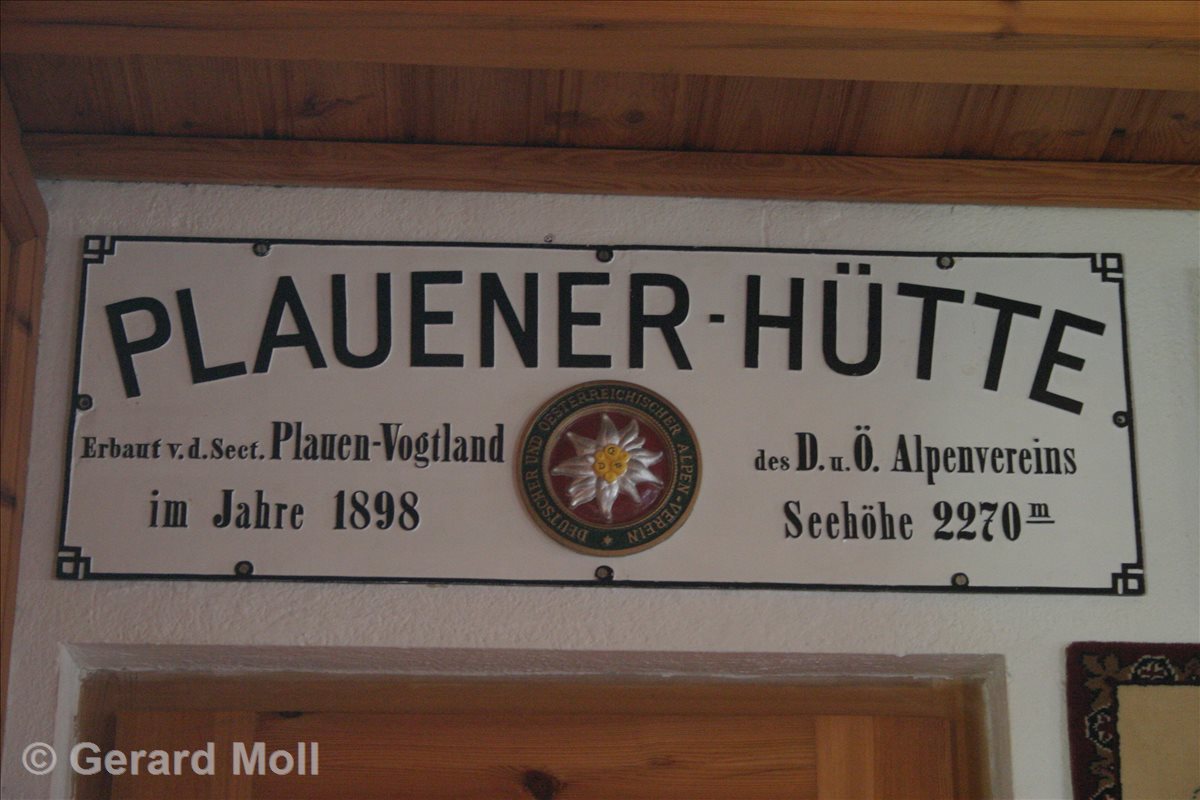 PLAUENER-HÜTTE
Erbaut v.d.Sect. Plauen-Vogtland
im Jahre 1898
DEUTSCHER UND OESTERREICHISCHER ALPEN-VEREIN
des D.u.Ö. Alpenvereins
Seehöhe 2270 m
© Gerard Moll